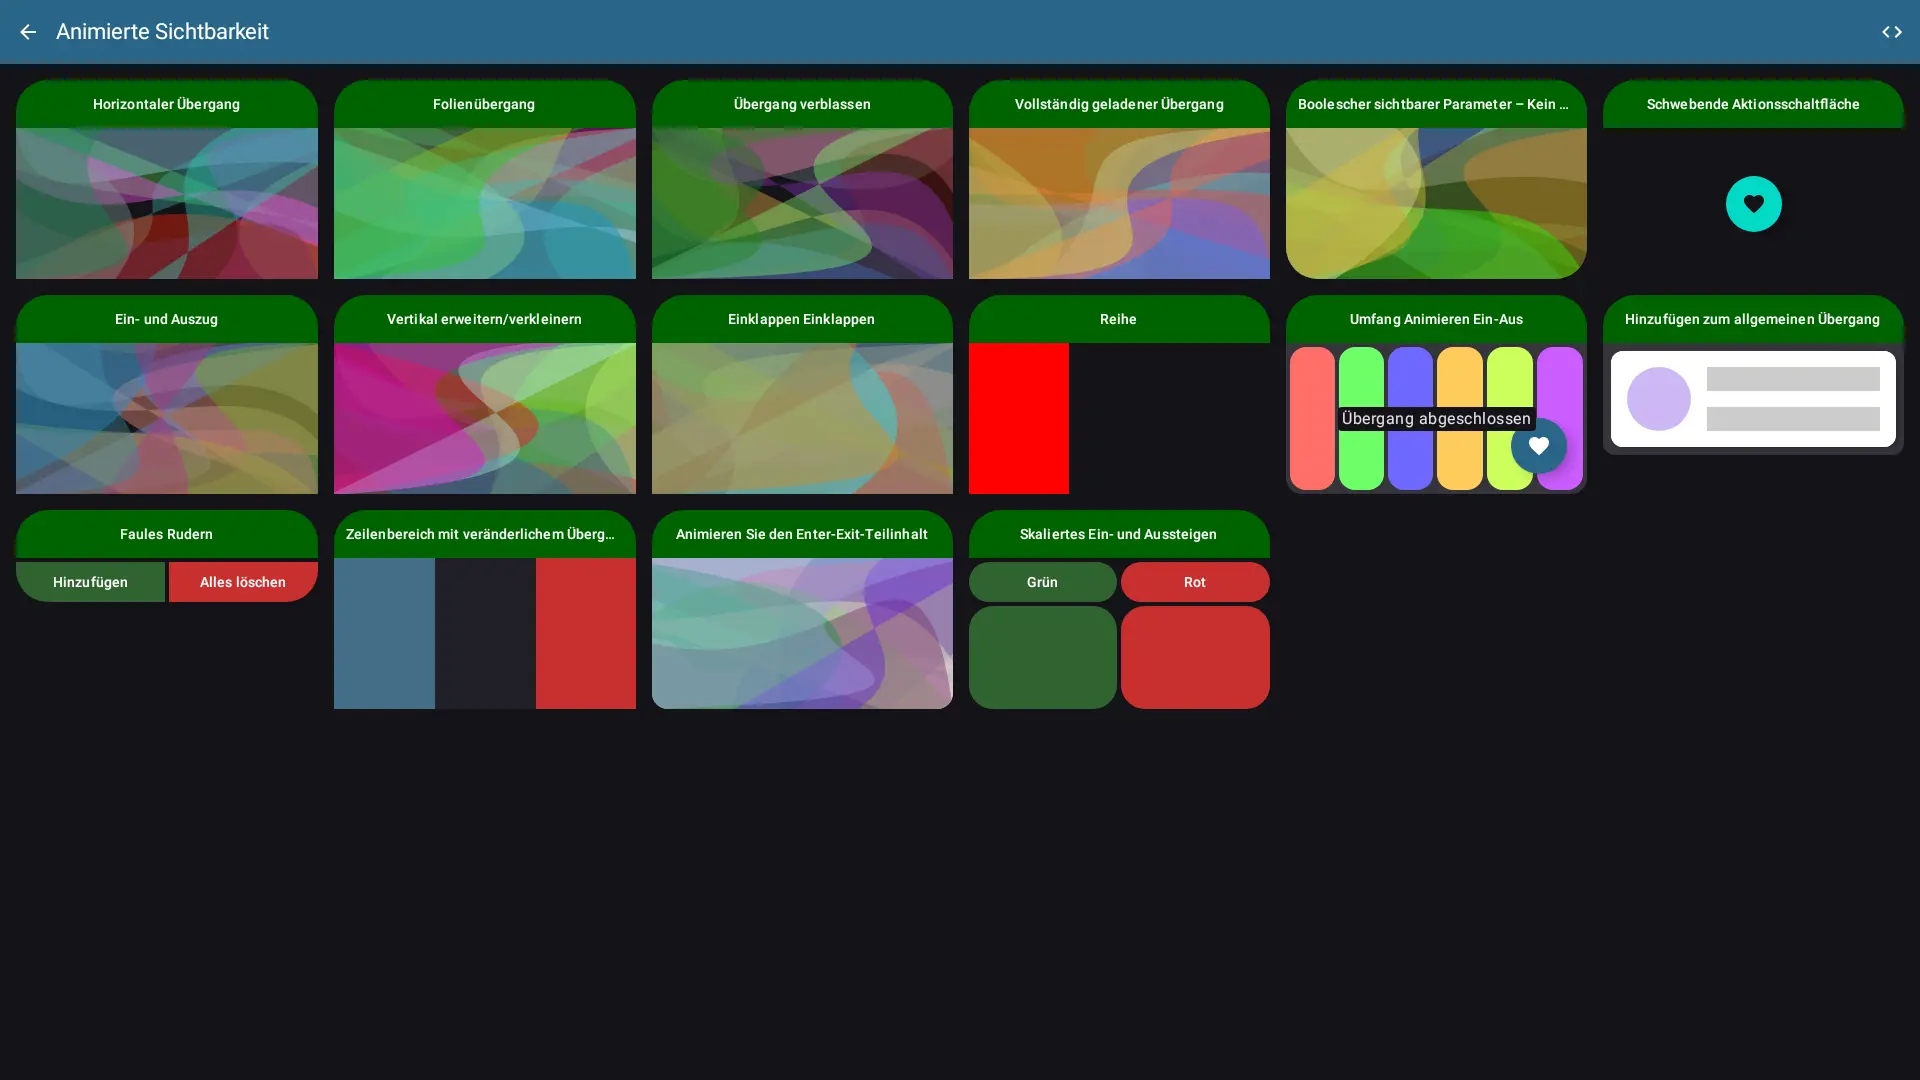 Animierte Sichtbarkeit
Horizontaler Übergang
Folienübergang
Übergang verblassen
Vollständig geladener Übergang
Boolescher sichtbarer Parameter – Kein ...
Schwebende Aktionsschaltfläche
Ein- und Auszug
Vertikal erweitern/verkleinern
Einklappen Einklappen
Reihe
Umfang Animieren Ein-Aus
Hinzufügen zum allgemeinen Übergang
Übergang abgeschlossen
Faules Rudern
Zeilenbereich mit veränderlichem Überg...
Animieren Sie den Enter-Exit-Teilinhalt
Skaliertes Ein- und Aussteigen
Hinzufügen
Alles löschen
Grün
Rot